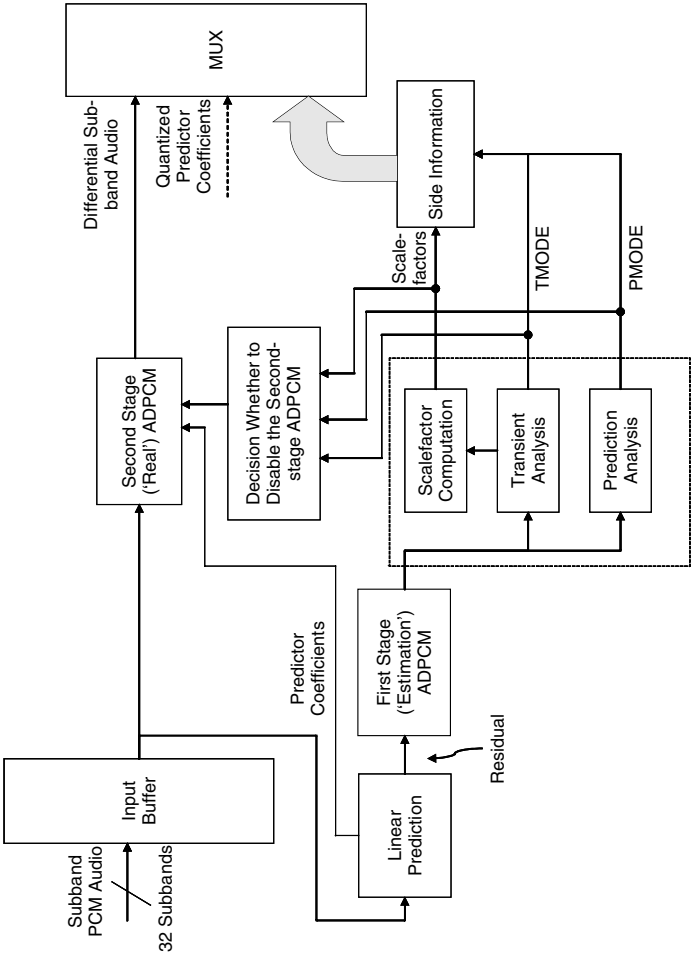 Subband
PCM Audio
32 Subbands
Input
Buffer
Linear
Prediction
Residual
Predictor
Coefficients
First Stage
(‘Estimation’)
ADPCM
Second Stage
(‘Real’) ADPCM
Decision Whether to
Disable the Second-
stage ADPCM
Scalefactor
Computation
Transient
Analysis
Prediction
Analysis
Differential Sub-
band Audio
Quantized
Predictor
Coefficients
Scale-
factors
TMODE
PMODE
Side Information
MUX